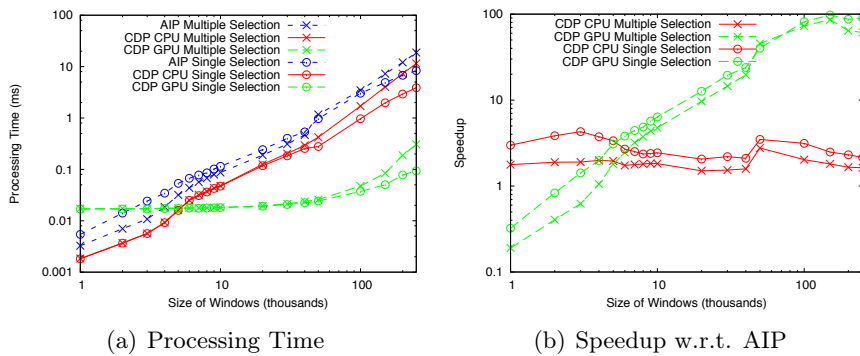 AIP Multiple Selection
CDP CPU Multiple Selection
CDP GPU Multiple Selection
AIP Single Selection
CDP CPU Single Selection
CDP GPU Single Selection
Processing Time (ms)
100
10
1
0.1
0.01
0.001
1
10
100
Size of Windows (thousands)
(a) Processing Time
CDP CPU Multiple Selection
CDP GPU Multiple Selection
CDP CPU Single Selection
CDP GPU Single Selection
Speedup
100
10
1
0.1
1
10
100
Size of Windows (thousands)
(b) Speedup w.r.t. AIP